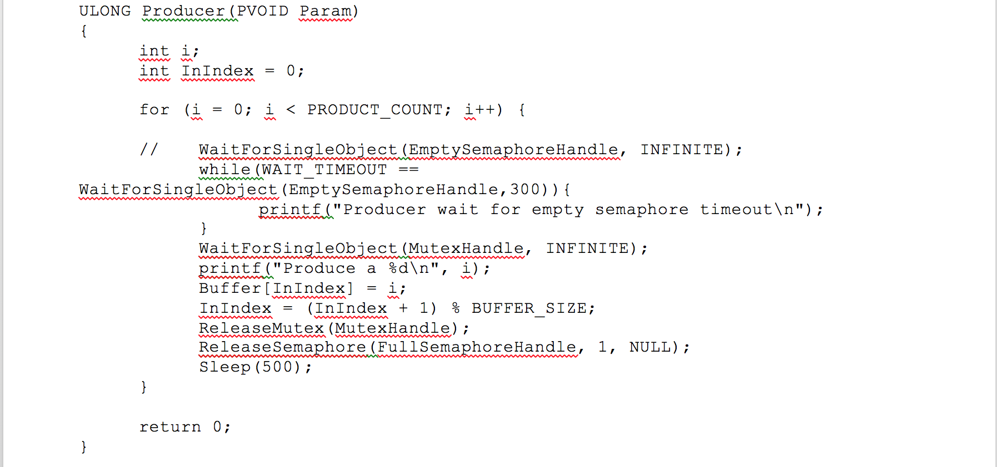 ULONG Producer(PVOID Param)
{
int i;
int InIndex = 0;
for (i = 0; i < PRODUCT_COUNT; i++) {
// WaitForSingleObject(EmptySemaphoreHandle, INFINITE);
while(WAIT_TIMEOUT ==
WaitForSingleObject(EmptySemaphoreHandle,300)){
printf("Producer wait for empty semaphore timeout\n");
}
WaitForSingleObject(MutexHandle, INFINITE);
printf("Produce a %d\n", i);
Buffer[InIndex] = i;
InIndex = (InIndex + 1) % BUFFER_SIZE;
ReleaseMutex(MutexHandle);
ReleaseSemaphore(FullSemaphoreHandle, 1, NULL);
Sleep(500);
}
return 0;
}